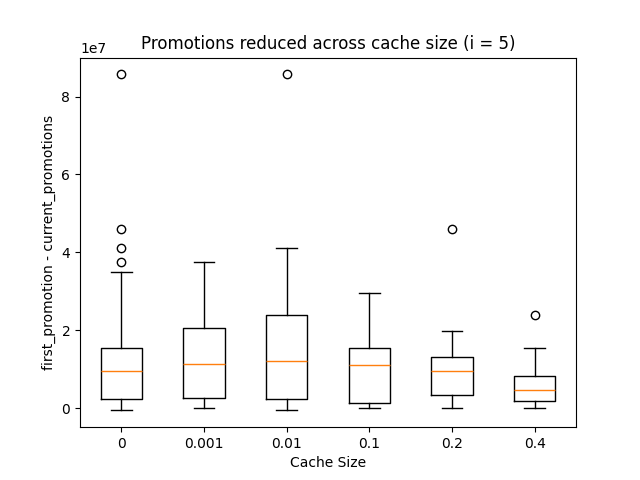 Promotions reduced across cache size (i = 5)
1e7
8
6
4
2
0
first_promotion - current_promotions
0 0.001 0.01 0.1 0.2 0.4
Cache Size